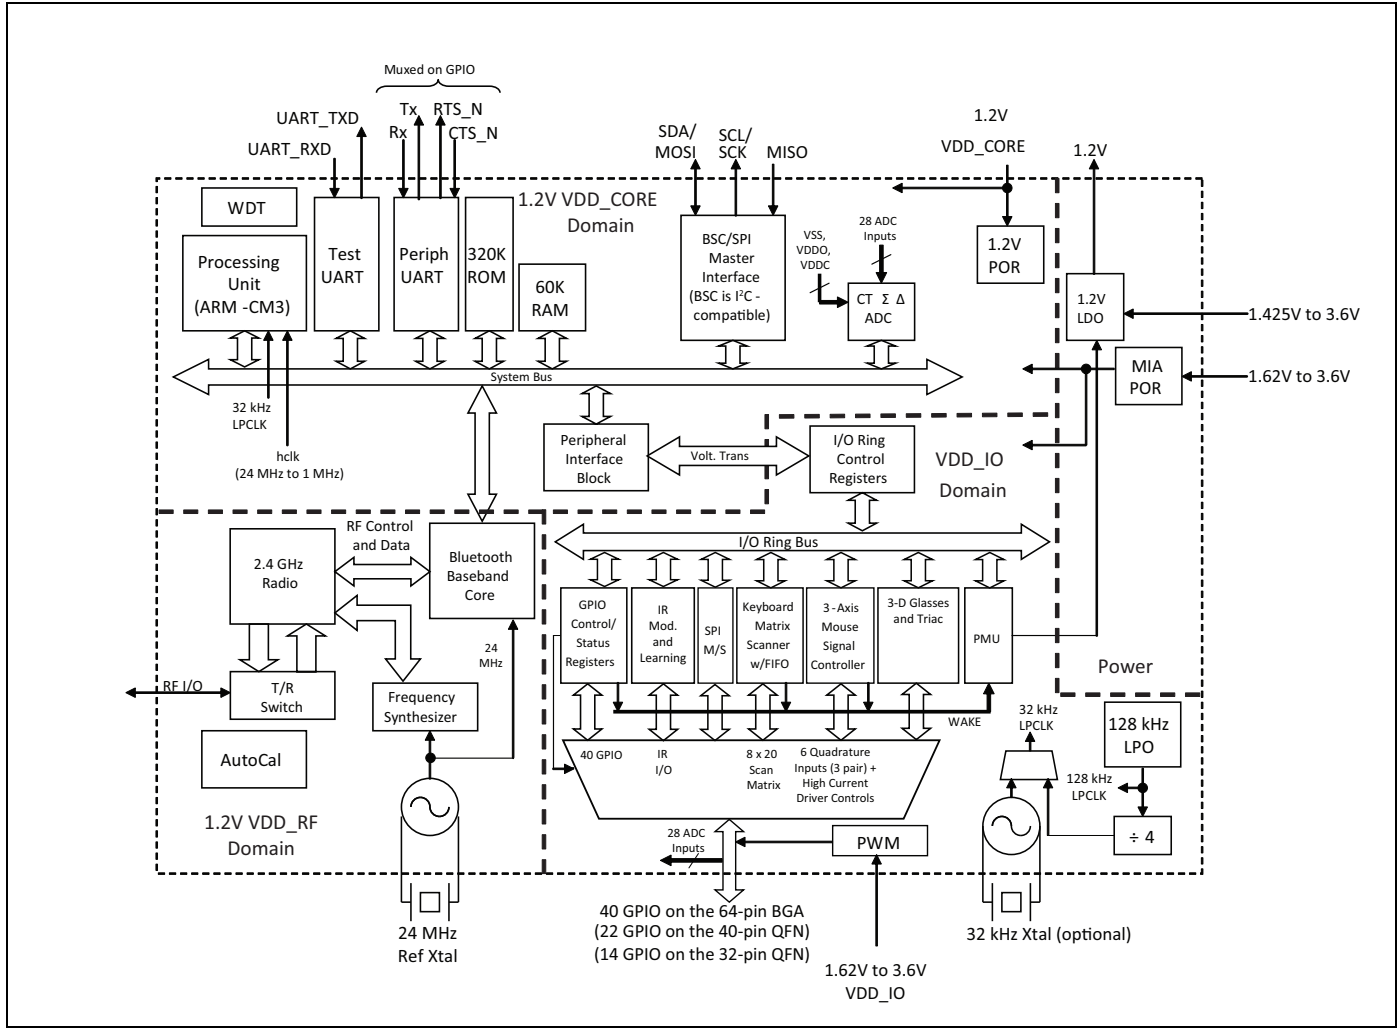 Muxed on GPIO
Tx
RTS_N
UART_TXD
Rx
CTS_N
UART_RXD
SDA/
MOSI
SCL/
SCK
MISO
1.2V
VDD_CORE
1.2V
1.2V VDD_CORE
Domain
WDT
Processing
Unit
(ARM -CM3)
Test
UART
Periph
UART
320K
ROM
60K
RAM
BSC/SPI
Master
Interface
(BSC is I²C -
compatible)
VSS,
VDDO,
VDDC
28 ADC
Inputs
CT Σ Δ
ADC
1.2V
POR
1.2V
LDO
1.425V to 3.6V
MIA
POR
1.62V to 3.6V
System Bus
32 kHz
LPCLK
hclk
(24 MHz to 1 MHz)
Peripheral
Interface
Block
Volt. Trans
I/O Ring
Control
Registers
VDD_IO
Domain
2.4 GHz
Radio
RF Control
and Data
Bluetooth
Baseband
Core
I/O Ring Bus
GPIO
Control/
Status
Registers
IR
Mod.
and
Learning
SPI
M/S
Keyboard
Matrix
Scanner
w/FIFO
3-Axis
Mouse
Signal
Controller
3-D Glasses
and Triac
PMU
24
MHz
Power
RF I/O
T/R
Switch
Frequency
Synthesizer
WAKE
32 kHz
LPCLK
128 kHz
LPO
AutoCal
40 GPIO
IR
I/O
8 x 20
Scan
Matrix
6 Quadrature
Inputs (3 pair) +
High Current
Driver Controls
128 kHz
LPCLK
÷ 4
1.2V VDD_RF
Domain
28 ADC
Inputs
PWM
24 MHz
Ref Xtal
40 GPIO on the 64-pin BGA
(22 GPIO on the 40-pin QFN)
(14 GPIO on the 32-pin QFN)
32 kHz Xtal (optional)
1.62V to 3.6V
VDD_IO